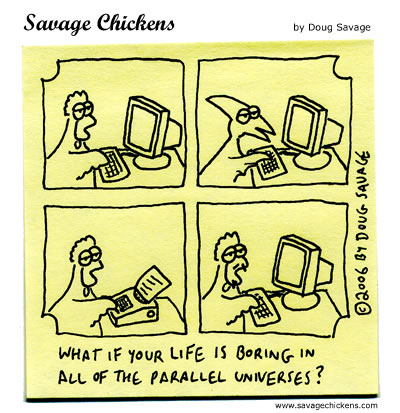 Savage Chickens
by Doug Savage
©2006 BY DOUG SAVAGE
WHAT IF YOUR LIFE IS BORING IN
ALL OF THE PARALLEL UNIVERSES?
www.savagechickens.com